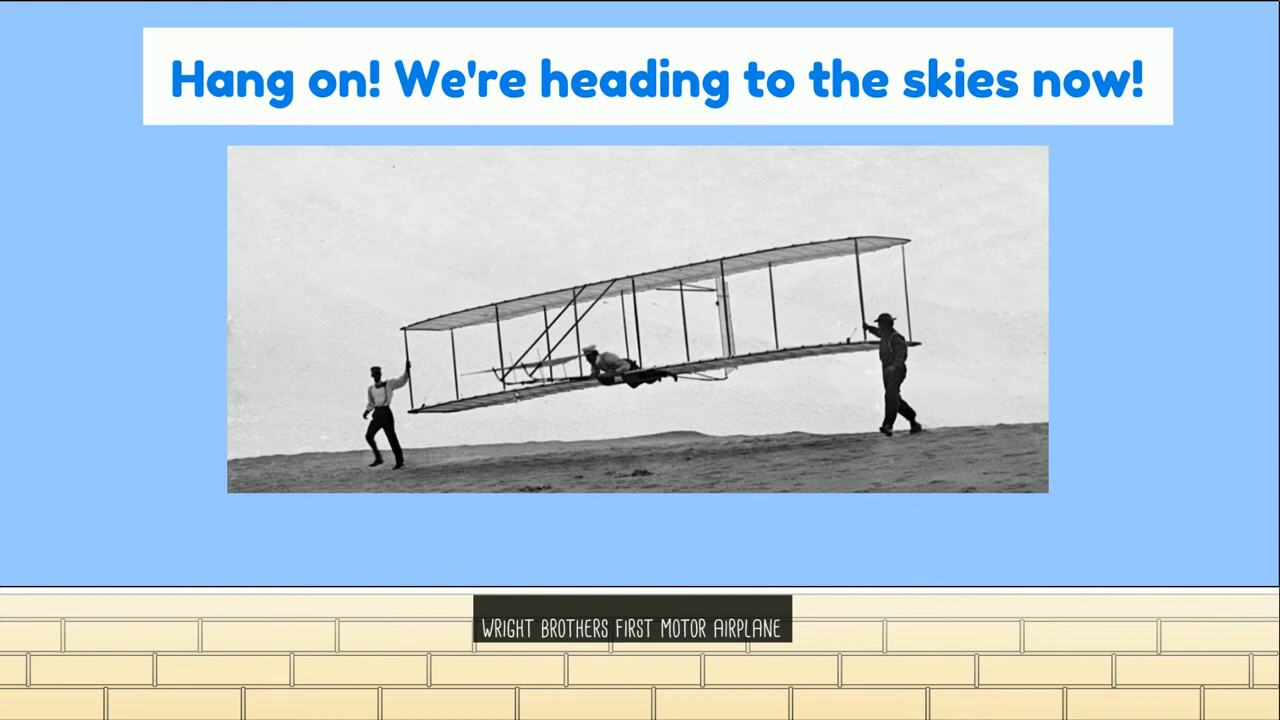 Hang on! We're heading to the skies now!
WRIGHT BROTHERS FIRST MOTOR AIRPLANE